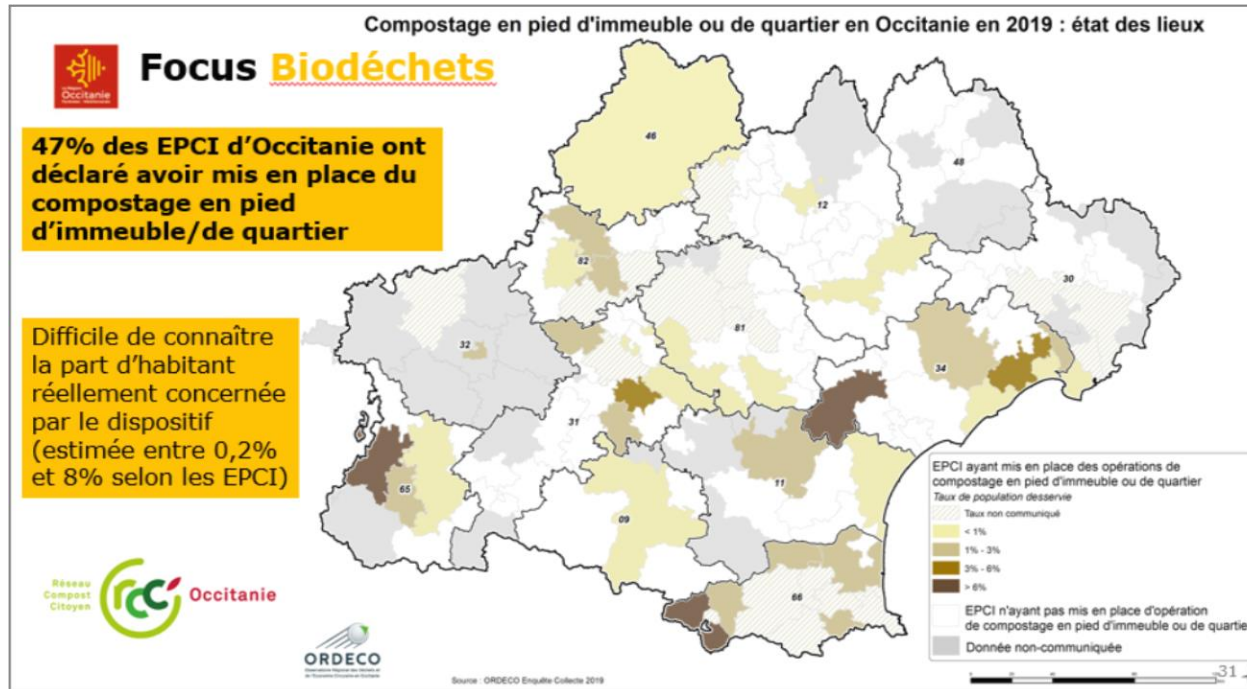 Compostage en pied d'immeuble ou de quartier en Occitanie en 2019 : état des lieux
La Région
Occitanie
Pyrénées - Méditerranée
Focus Biodéchets
47% des EPCI d’Occitanie ont
déclaré avoir mis en place du
compostage en pied
d’immeuble/de quartier
Difficile de connaître
la part d’habitant
réellement concernée
par le dispositif
(estimée entre 0,2%
et 8% selon les EPCI)
46
48
12
82
30
81
32
34
31
65
11
09
66
EPCI ayant mis en place des opérations de
compostage en pied d'immeuble ou de quartier
Taux de population desservie
Taux non communiqué
< 1%
1% - 3%
3% - 6%
> 6%
EPCI n'ayant pas mis en place d'opération
de compostage en pied d'immeuble ou de quartie
Donnée non-communiquée
Réseau
Compost
Citoyen
rcc
Occitanie
ORDECO
Source : ORDECO Enquête Collecte 2019
31